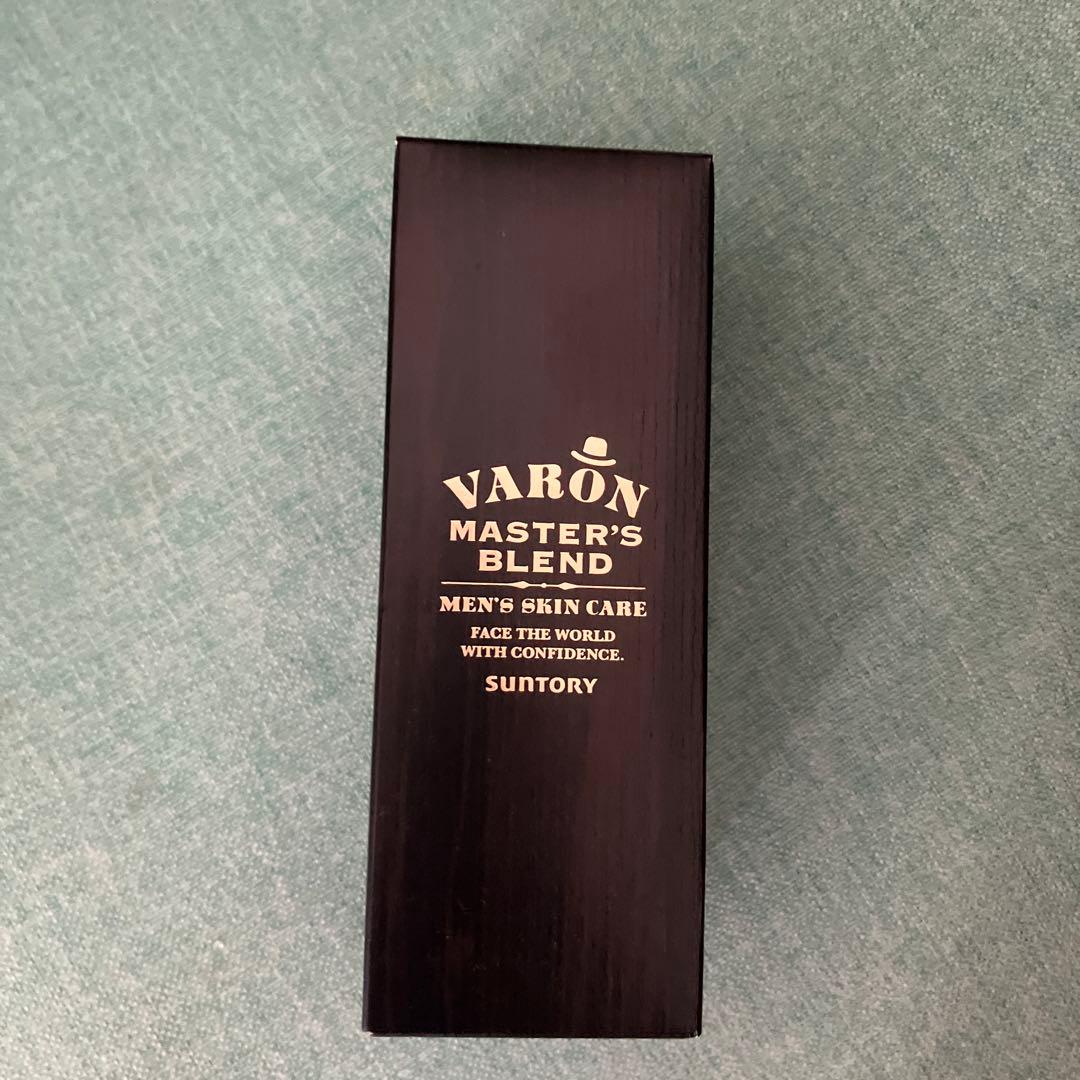 VARON
MASTER'S
BLEND
MEN'S SKIN CARE
FACE THE WORLD
WITH CONFIDENCE.
SUNTORY